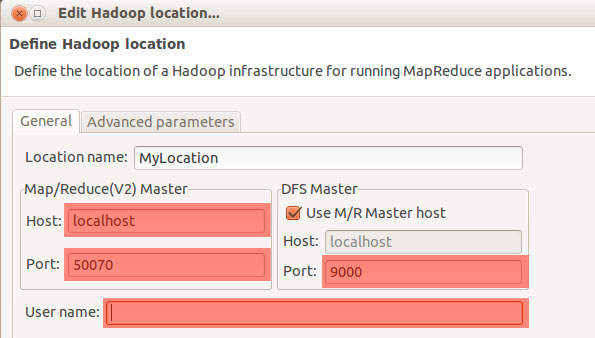 Edit Hadoop location...
Define Hadoop location
Define the location of a Hadoop infrastructure for running MapReduce applications.
General Advanced parameters
Location name: MyLocation
Map/Reduce(V2) Master
Host: localhost
Port: 50070
DFS Master
Use M/R Master host
Host: localhost
Port: 9000
User name: